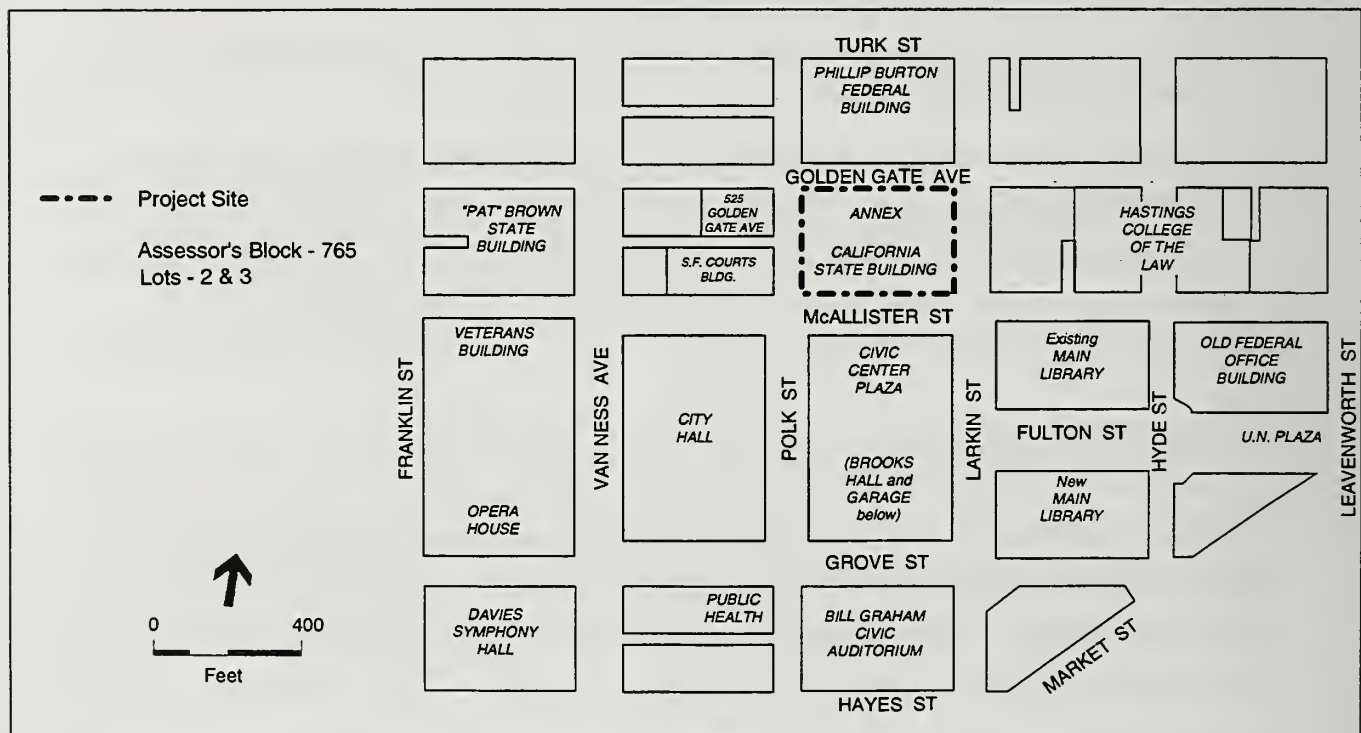 TURK ST
PHILLIP BURTON
FEDERAL
BUILDING
GOLDEN GATE AVE
Project Site
Assessor's Block - 765
Lots - 2 & 3
"PAT" BROWN
STATE
BUILDING
525
GOLDEN
GATE AVE
S.F. COURTS
BLDG.
ANNEX
CALIFORNIA
STATE BUILDING
HASTINGS
COLLEGE
OF THE
LAW
McALLISTER ST
FRANKLIN ST
VETERANS
BUILDING
OPERA
HOUSE
VAN NESS AVE
CITY
HALL
POLK ST
CIVIC
CENTER
PLAZA
(BROOKS
HALL and
GARAGE
below)
LARKIN ST
Existing
MAIN
LIBRARY
FULTON ST
New
MAIN
LIBRARY
HYDE ST
OLD FEDERAL
OFFICE
BUILDING
U.N. PLAZA
LEAVENWORTH ST
GROVE ST
0 400
Feet
DAVIES
SYMPHONY
HALL
PUBLIC
HEALTH
BILL GRAHAM
CIVIC
AUDITORIUM
MARKET ST
HAYES ST